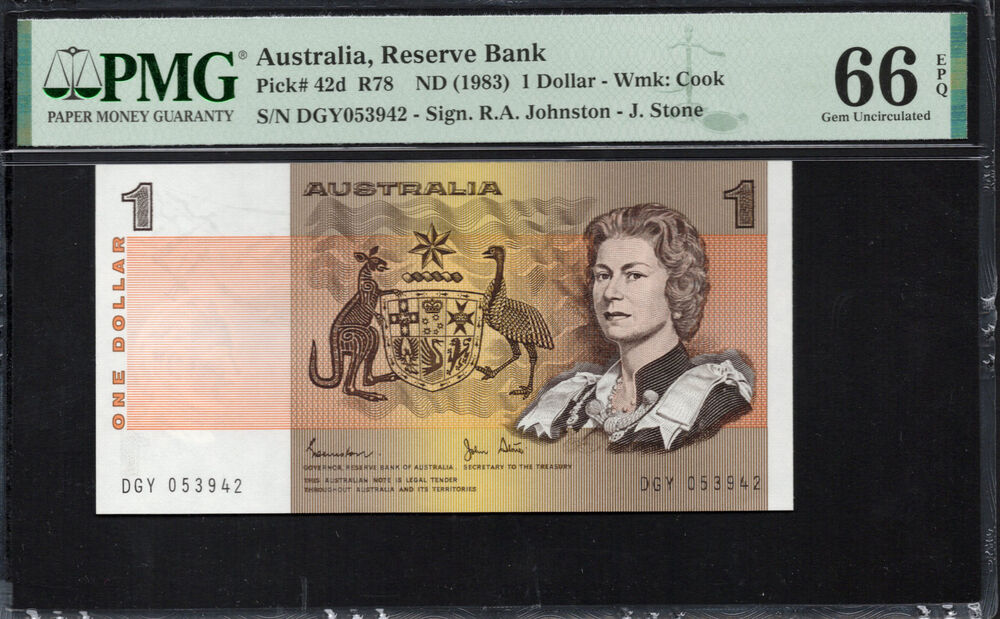 PMG®
PAPER MONEY GUARANTY
Australia, Reserve Bank
Pick# 42d R78 ND (1983) 1 Dollar - Wmk: Cook
S/N DGY053942 - Sign. R.A. Johnston - J. Stone
66 EPQ
Gem Uncirculated
1
AUSTRALIA
1
ONE DOLLAR
John Stone
GOVERNOR, RESERVE BANK OF AUSTRALIA. SECRETARY TO THE TREASURY
THIS AUSTRALIAN NOTE IS LEGAL TENDER
THROUGHOUT AUSTRALIA AND ITS TERRITORIES
DGY 053942
DGY 053942